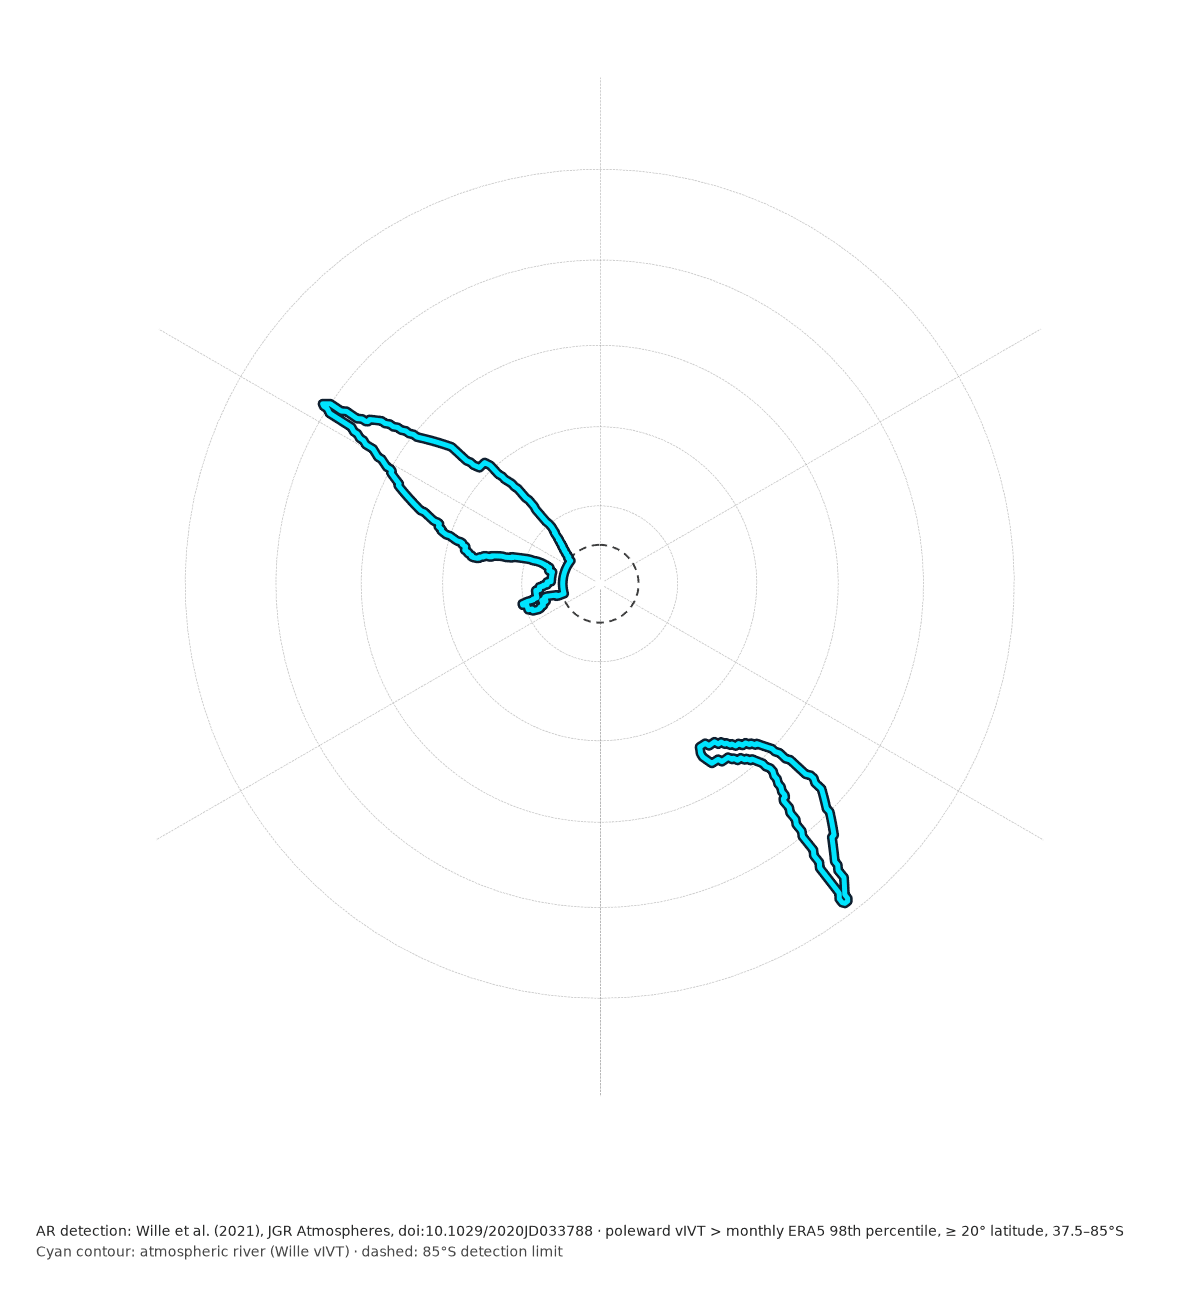 AR detection: Wille et al. (2021), JGR Atmospheres, doi:10.1029/2020JD033788 · poleward vIVT > monthly ERA5 98th percentile, ≥ 20° latitude, 37.5–85°S
Cyan contour: atmospheric river (Wille vIVT) · dashed: 85°S detection limit